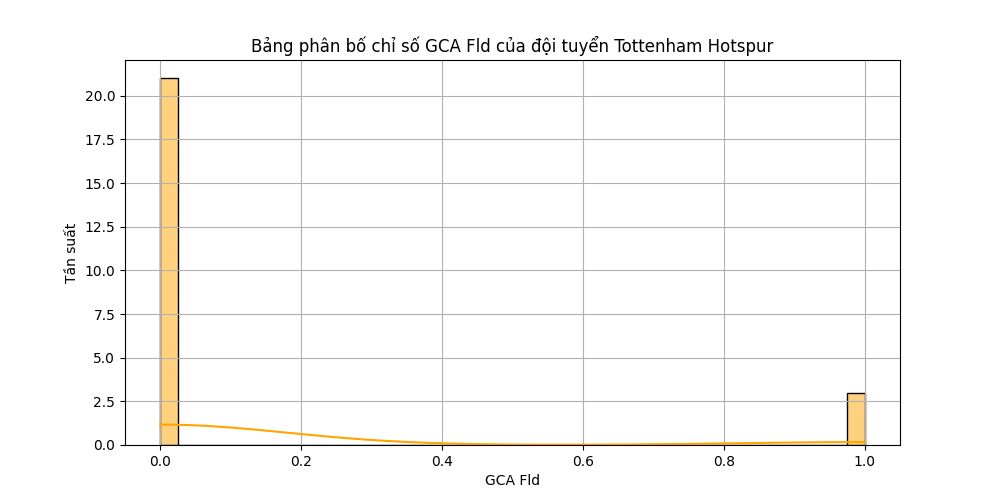 Bảng phân bố chỉ số GCA Fld của đội tuyển Tottenham Hotspur
Tần suất
20.0
17.5
15.0
12.5
10.0
7.5
5.0
2.5
0.0
0.0 0.2 0.4 0.6 0.8 1.0
GCA Fld